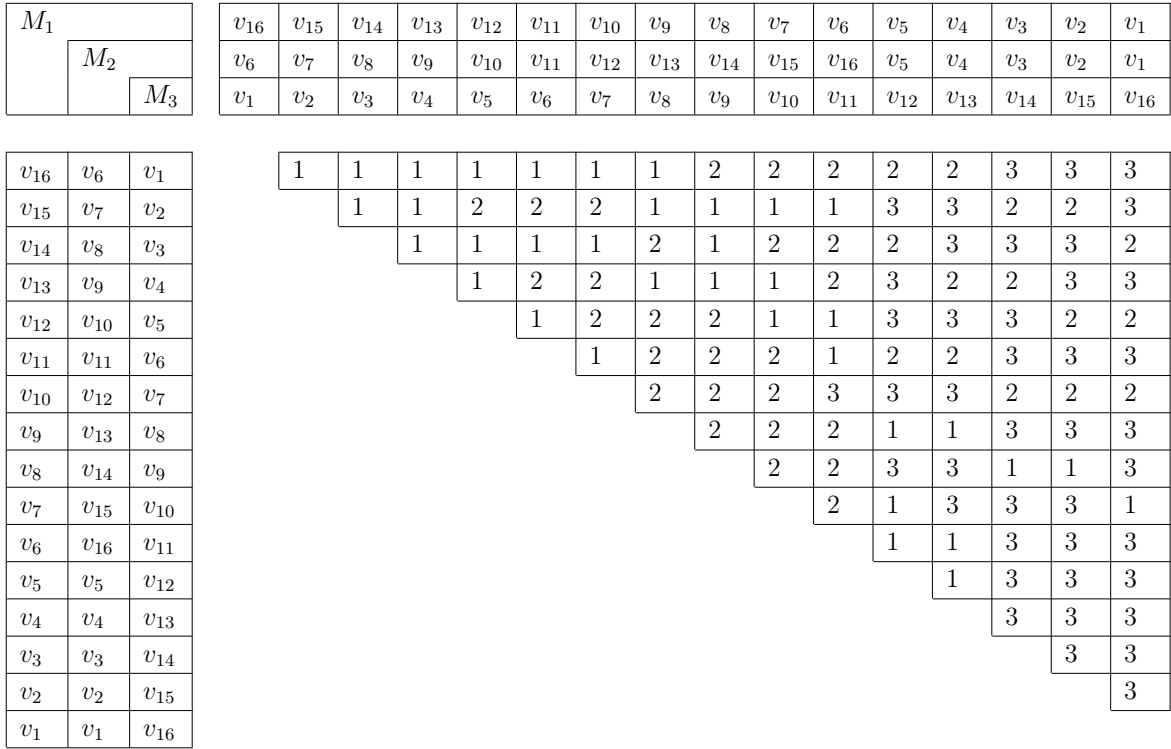 M₁ v₁₆ v₁₅ v₁₄ v₁₃ v₁₂ v₁₁ v₁₀ v₉ v₈ v₇ v₆ v₅ v₄ v₃ v₂ v₁
M₂ v₆ v₇ v₈ v₉ v₁₀ v₁₁ v₁₂ v₁₃ v₁₄ v₁₅ v₁₆ v₅ v₄ v₃ v₂ v₁
M₃ v₁ v₂ v₃ v₄ v₅ v₆ v₇ v₈ v₉ v₁₀ v₁₁ v₁₂ v₁₃ v₁₄ v₁₅ v₁₆
v₁₆ v₆ v₁ 1 1 1 1 1 1 1 2 2 2 2 2 3 3 3
v₁₅ v₇ v₂ 1 1 2 2 2 1 1 1 1 3 3 2 2 3
v₁₄ v₈ v₃ 1 1 1 1 2 1 2 2 2 3 3 3 2
v₁₃ v₉ v₄ 1 2 2 1 1 1 2 3 2 2 3 3
v₁₂ v₁₀ v₅ 1 2 2 2 1 1 3 3 3 2 2
v₁₁ v₁₁ v₆ 1 2 2 2 1 2 2 3 3 3
v₁₀ v₁₂ v₇ 2 2 2 3 3 3 2 2 2
v₉ v₁₃ v₈ 2 2 2 1 1 3 3 3
v₈ v₁₄ v₉ 2 2 3 3 1 1 3
v₇ v₁₅ v₁₀ 2 1 3 3 3 1
v₆ v₁₆ v₁₁ 1 1 3 3 3
v₅ v₅ v₁₂ 1 3 3 3
v₄ v₄ v₁₃ 3 3 3
v₃ v₃ v₁₄ 3 3
v₂ v₂ v₁₅ 3
v₁ v₁ v₁₆